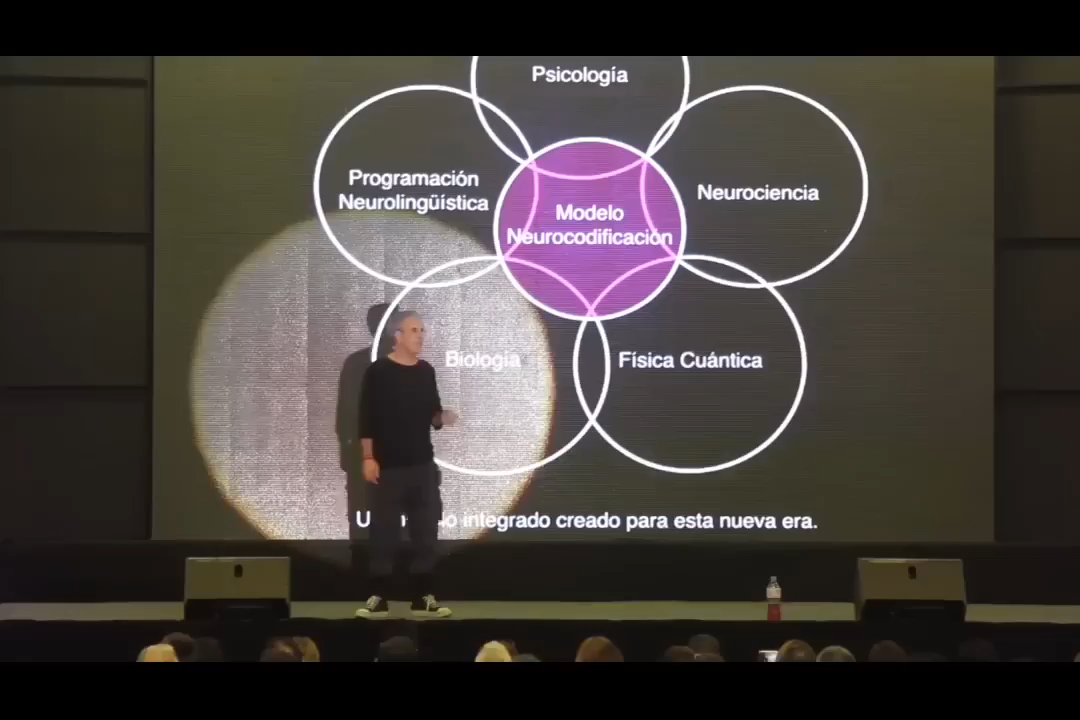 Psicología
Programación
Neurolingüística
Neurociencia
Modelo
Neurocodificación
Biología
Física Cuántica
integrado creado para esta nueva era.